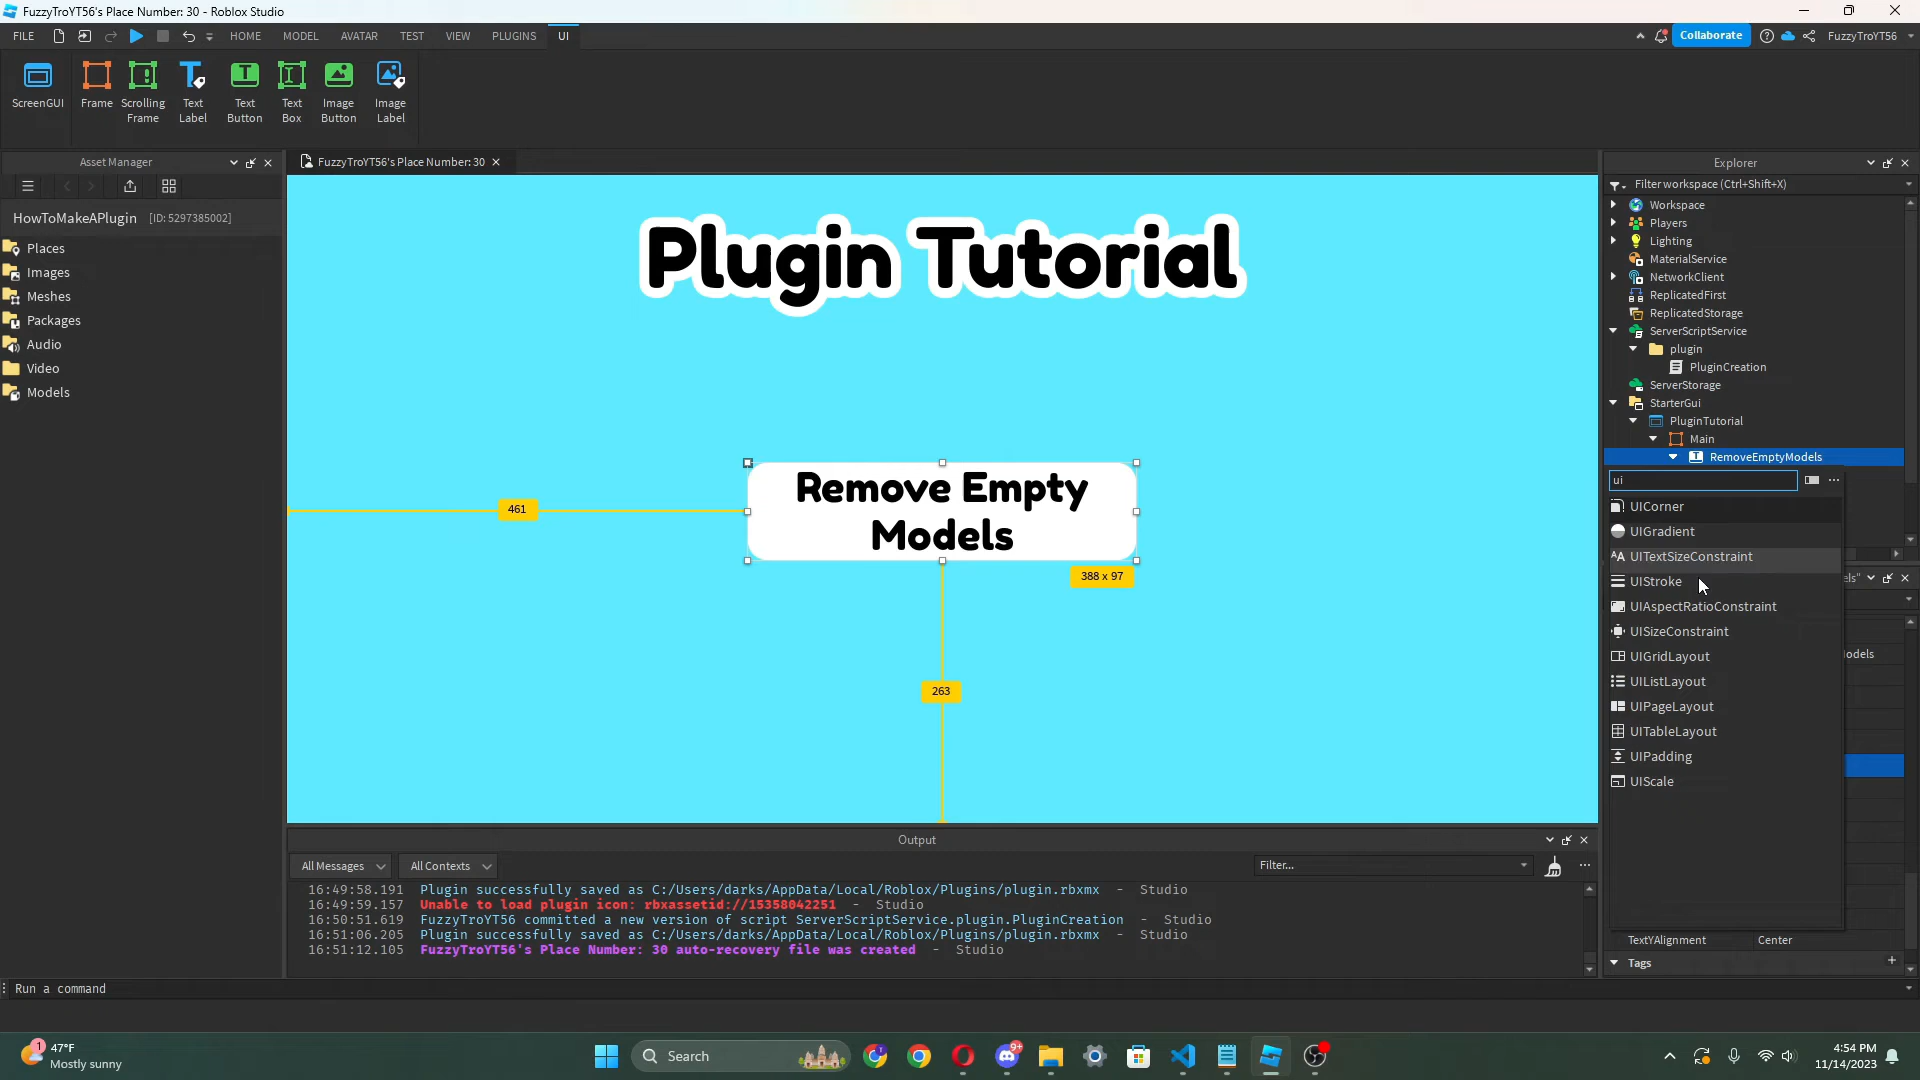 FuzzyTroYT56's Place Number: 30 - Roblox Studio
FILE
HOME
MODEL
AVATAR
TEST
VIEW
PLUGINS
UI
Collaborate
FuzzyTroYT56
ScreenGUI
Frame
Scrolling
Frame
Text
Label
Text
Button
Text
Box
Image
Button
Image
Label
Asset Manager
FuzzyTroYT56's Place Number: 30
HowToMakeAPlugin [ID: 5297385002]
Places
Images
Meshes
Packages
Audio
Video
Models
Plugin Tutorial
Remove Empty
Models
461
388 x 97
263
Explorer
Filter workspace (Ctrl+Shift+X)
Workspace
Players
Lighting
MaterialService
NetworkClient
ReplicatedFirst
ReplicatedStorage
ServerScriptService
plugin
PluginCreation
ServerStorage
StarterGui
PluginTutorial
Main
RemoveEmptyModels
ui
UICorner
UIGradient
UITextSizeConstraint
UIStroke
UIAspectRatioConstraint
UISizeConstraint
UIGridLayout
UIListLayout
UIPageLayout
UITableLayout
UIPadding
UIScale
TextYAlignment Center
Tags
Output
All Messages
All Contexts
Filter...
16:49:58.191 Plugin successfully saved as C:/Users/darks/AppData/Local/Roblox/Plugins/plugin.rbxmx - Studio
16:49:59.157 Unable to load plugin icon: rbxassetid://15358042251 - Studio
16:50:51.619 FuzzyTroYT56 committed a new version of script ServerScriptService.plugin.PluginCreation - Studio
16:51:06.205 Plugin successfully saved as C:/Users/darks/AppData/Local/Roblox/Plugins/plugin.rbxmx - Studio
16:51:12.105 FuzzyTroYT56's Place Number: 30 auto-recovery file was created - Studio
Run a command
1
47°F
Mostly sunny
Search
9+
4:54 PM
11/14/2023